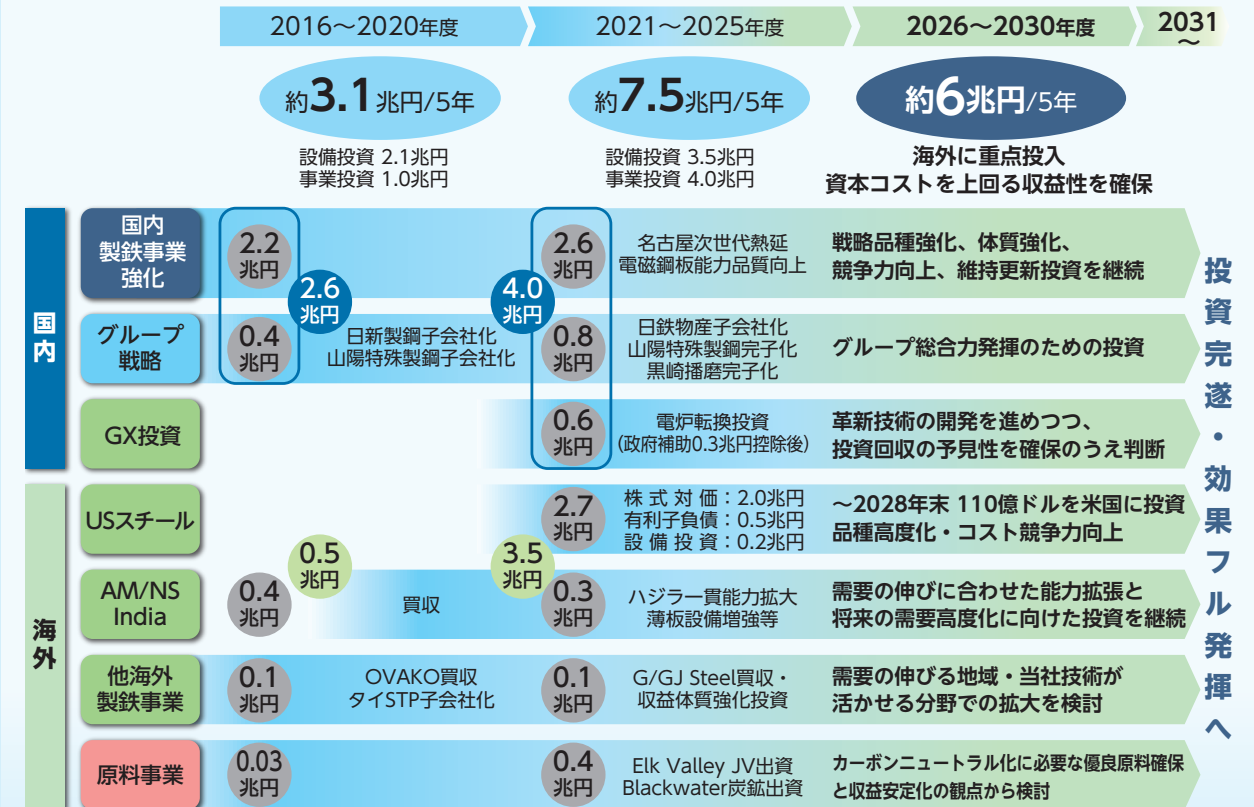 2016～2020年度
2021～2025年度
2026～2030年度
2031
～
約3.1兆円/5年
約7.5兆円/5年
約6兆円/5年
設備投資 2.1兆円
事業投資 1.0兆円
設備投資 3.5兆円
事業投資 4.0兆円
海外に重点投入
資本コストを上回る収益性を確保
国内
国内
製鉄事業
強化
2.2
兆円
2.6
兆円
名古屋次世代熱延
電磁鋼板能力品質向上
戦略品種強化、体質強化、
競争力向上、維持更新投資を継続
2.6
兆円
4.0
兆円
グループ
戦略
0.4
兆円
日新製鋼子会社化
山陽特殊製鋼子会社化
0.8
兆円
日鉄物産子会社化
山陽特殊製鋼完子化
黒崎播磨完子化
グループ総合力発揮のための投資
GX投資
0.6
兆円
電炉転換投資
(政府補助0.3兆円控除後)
革新技術の開発を進めつつ、
投資回収の予見性を確保のうえ判断
海外
USスチール
2.7
兆円
株式対価：2.0兆円
有利子負債：0.5兆円
設備投資：0.2兆円
～2028年末 110億ドルを米国に投資
品種高度化・コスト競争力向上
0.5
兆円
3.5
兆円
AM/NS
India
0.4
兆円
買収
0.3
兆円
ハジラ一貫能力拡大
薄板設備増強等
需要の伸びに合わせた能力拡張と
将来の需要高度化に向けた投資を継続
他海外
製鉄事業
0.1
兆円
OVAKO買収
タイSTP子会社化
0.1
兆円
G/GJ Steel買収・
収益体質強化投資
需要の伸びる地域・当社技術が
活かせる分野での拡大を検討
原料事業
0.03
兆円
0.4
兆円
Elk Valley JV出資
Blackwater炭鉱出資
カーボンニュートラル化に必要な優良原料確保
と収益安定化の観点から検討
投資完遂・効果フル発揮へ